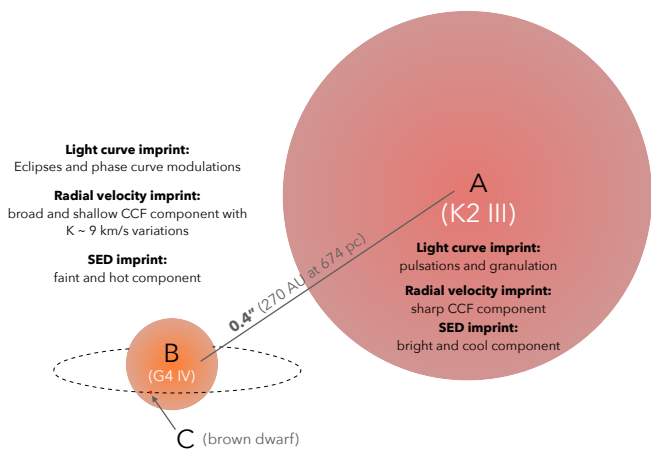 Light curve imprint:
Eclipses and phase curve modulations
Radial velocity imprint:
broad and shallow CCF component with
K ~ 9 km/s variations
SED imprint:
faint and hot component
A
(K2 III)
Light curve imprint:
pulsations and granulation
Radial velocity imprint:
sharp CCF component
SED imprint:
bright and cool component
0.4” (270 AU at 674 pc)
B
(G4 IV)
C (brown dwarf)